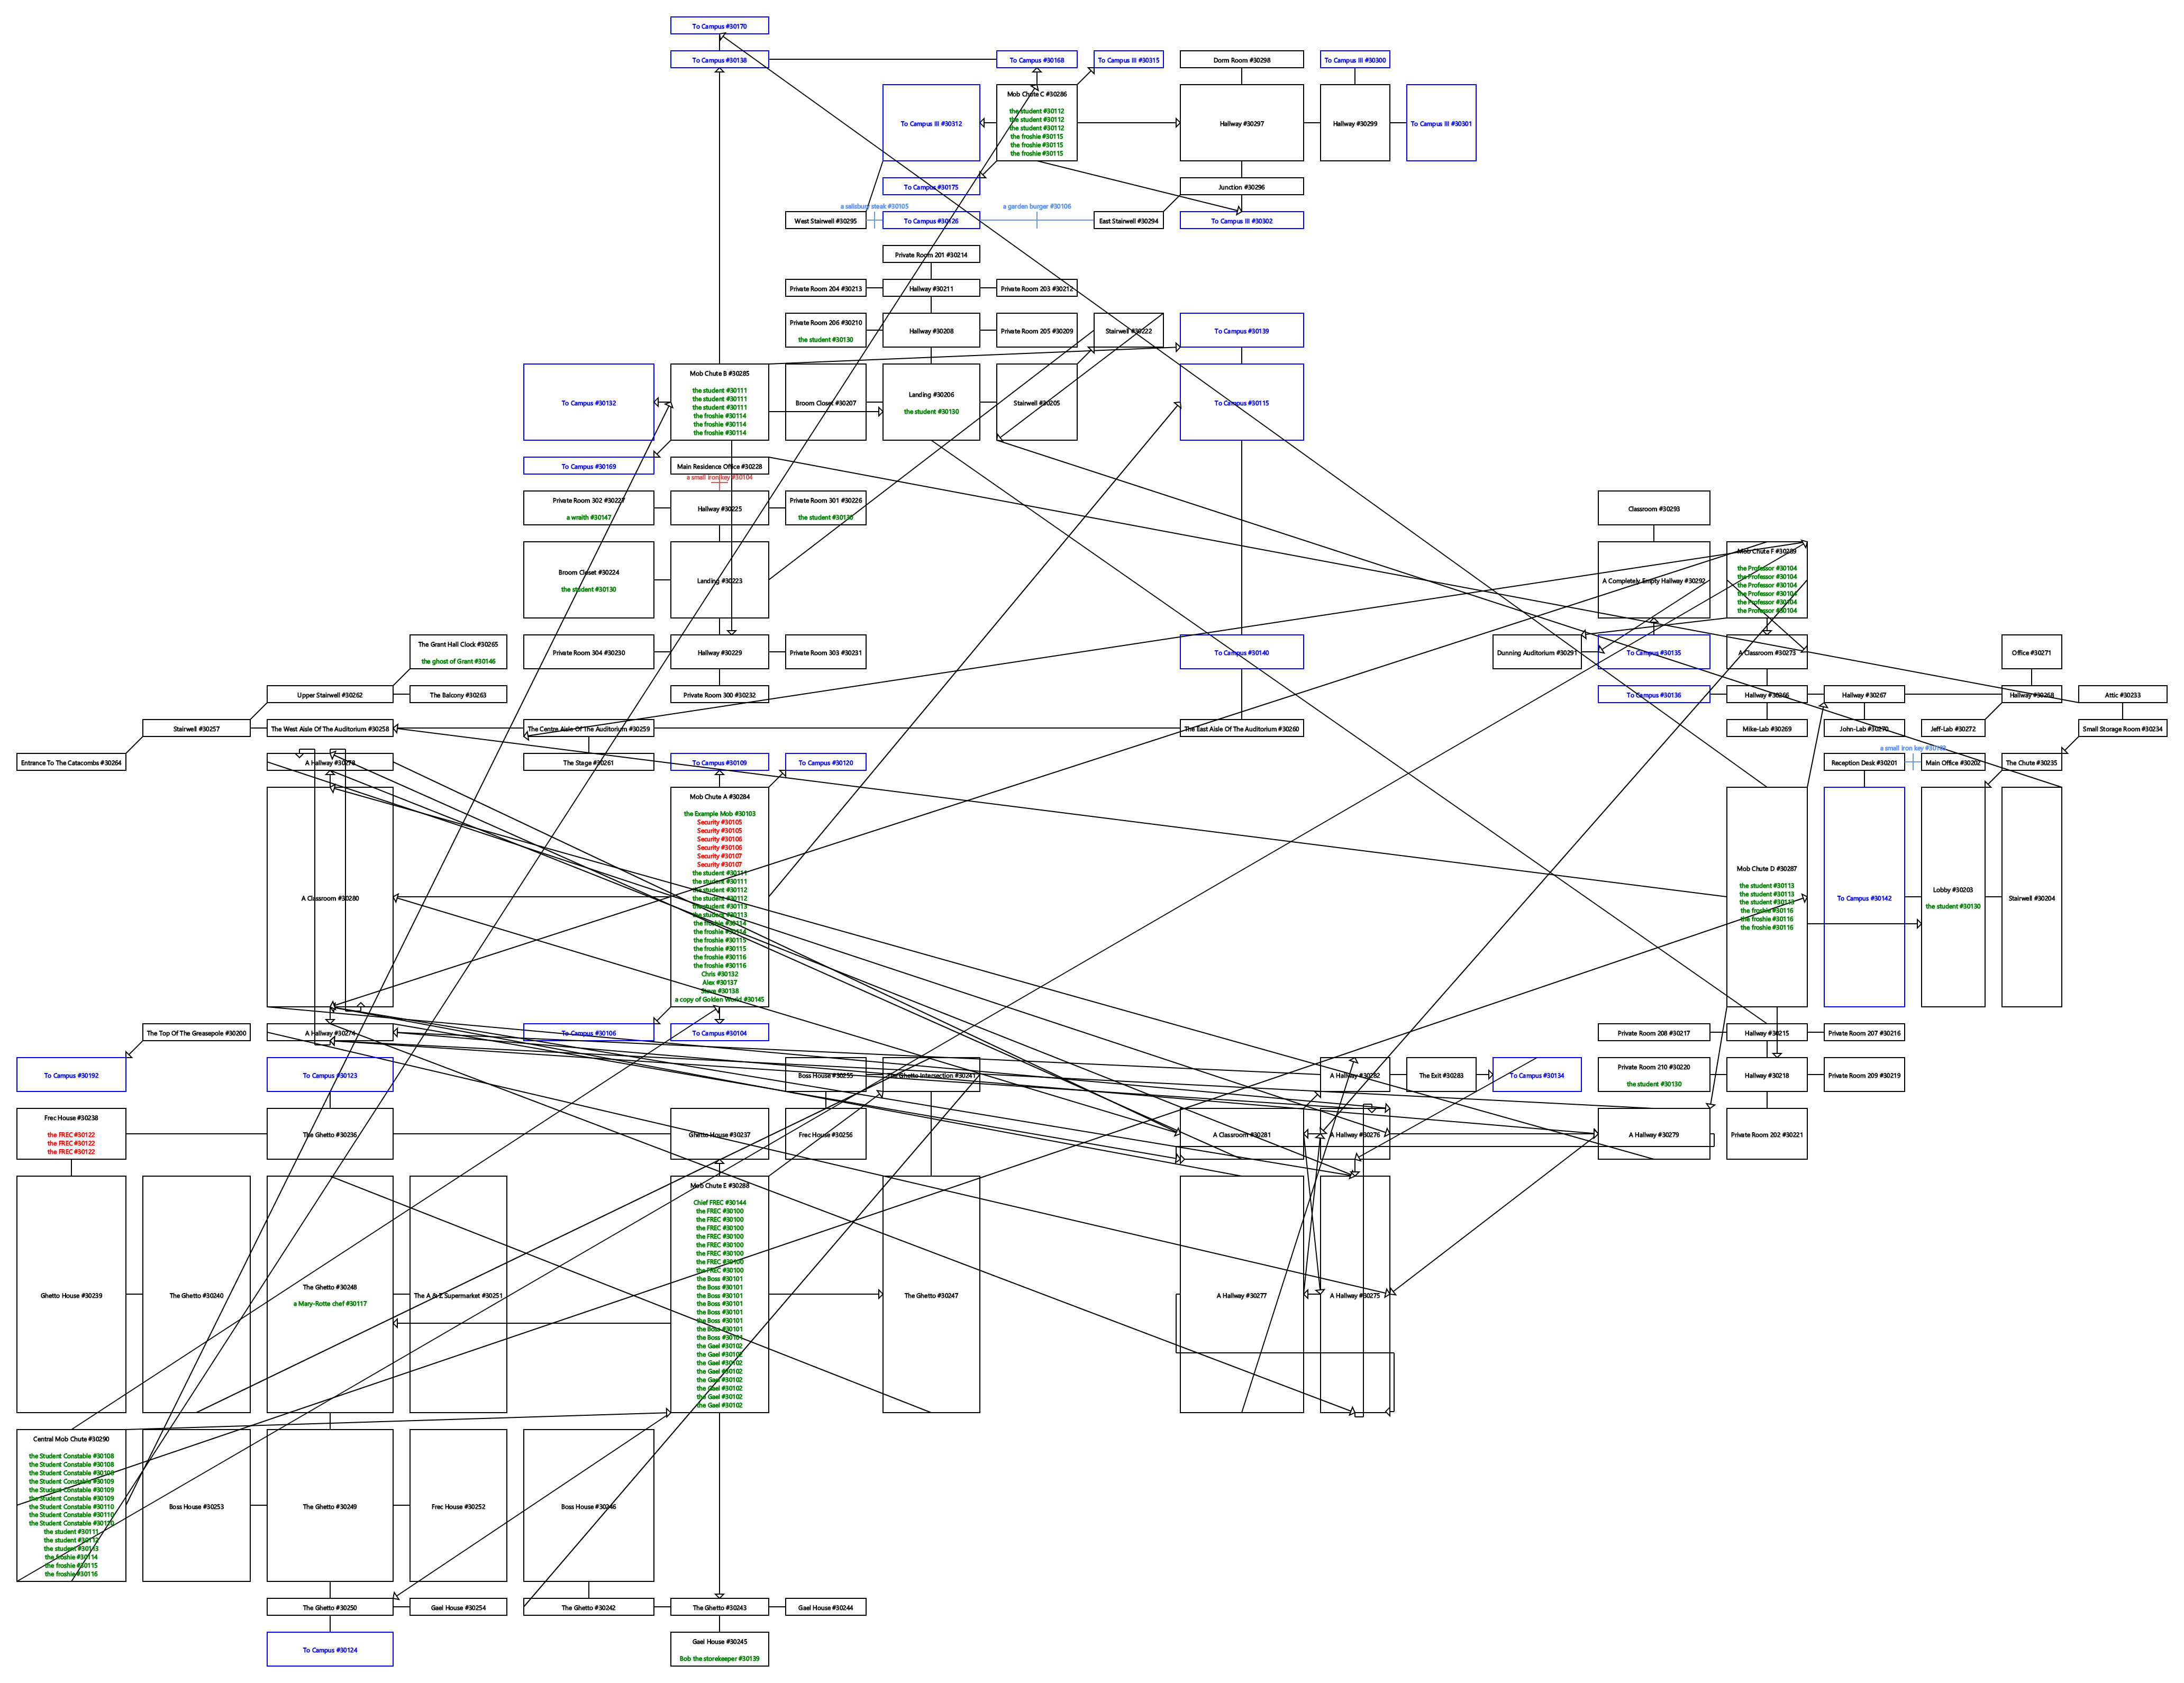 To Campus #30170
To Campus #30138
To Campus #30168
To Campus III #30315
Dorm Room #30298
To Campus III #30300
To Campus III #30312
Mob Chute C #30286
the student #30112
the student #30112
the student #30112
the froshie #30115
the froshie #30115
the froshie #30115
Hallway #30297
Hallway #30299
To Campus III #30301
To Campus #30175
Junction #30296
a salisbury steak #30105
a garden burger #30106
West Stairwell #30295
To Campus #30126
East Stairwell #30294
To Campus III #30302
Private Room 201 #30214
Private Room 204 #30213
Hallway #30211
Private Room 203 #30212
Private Room 206 #30210
the student #30130
Hallway #30208
Private Room 205 #30209
Stairwell #30222
To Campus #30139
To Campus #30132
Mob Chute B #30285
the student #30111
the student #30111
the student #30111
the froshie #30114
the froshie #30114
the froshie #30114
Broom Closet #30207
Landing #30206
the student #30130
Stairwell #30205
To Campus #30115
To Campus #30169
Main Residence Office #30228
a small iron key #30104
Private Room 302 #30227
a wraith #30147
Hallway #30225
Private Room 301 #30226
the student #30130
Classroom #30293
Broom Closet #30224
the student #30130
Landing #30223
A Completely Empty Hallway #30292
Mob Chute F #30289
the Professor #30104
the Professor #30104
the Professor #30104
the Professor #30104
the Professor #30104
the Professor #30104
The Grant Hall Clock #30265
the ghost of Grant #30146
Private Room 304 #30230
Hallway #30229
Private Room 303 #30231
To Campus #30140
Dunning Auditorium #30291
To Campus #30135
A Classroom #30273
Office #30271
Upper Stairwell #30262
The Balcony #30263
Private Room 300 #30232
To Campus #30136
Hallway #30266
Hallway #30267
Hallway #30268
Attic #30233
Stairwell #30257
The West Aisle Of The Auditorium #30258
The Centre Aisle Of The Auditorium #30259
The East Aisle Of The Auditorium #30260
Mike-Lab #30269
John-Lab #30270
Jeff-Lab #30272
Small Storage Room #30234
a small iron key #30102
Entrance To The Catacombs #30264
A Hallway #30278
The Stage #30261
To Campus #30109
To Campus #30120
Reception Desk #30201
Main Office #30202
The Chute #30235
A Classroom #30280
Mob Chute A #30284
the Example Mob #30103
Security #30105
Security #30105
Security #30106
Security #30106
Security #30107
Security #30107
the student #30111
the student #30111
the student #30112
the student #30112
the student #30113
the student #30113
the froshie #30114
the froshie #30114
the froshie #30115
the froshie #30115
the froshie #30116
the froshie #30116
Chris #30132
Alex #30137
Steve #30138
a copy of Golden World #30145
Mob Chute D #30287
the student #30113
the student #30113
the student #30113
the froshie #30116
the froshie #30116
the froshie #30116
To Campus #30142
Lobby #30203
the student #30130
Stairwell #30204
The Top Of The Greasepole #30200
A Hallway #30274
To Campus #30106
To Campus #30104
Private Room 208 #30217
Hallway #30215
Private Room 207 #30216
To Campus #30192
To Campus #30123
Boss House #30255
The Ghetto Intersection #30241
A Hallway #30282
The Exit #30283
To Campus #30134
Private Room 210 #30220
the student #30130
Hallway #30218
Private Room 209 #30219
Frec House #30238
the FREC #30122
the FREC #30122
the FREC #30122
The Ghetto #30236
Ghetto House #30237
Frec House #30256
A Classroom #30281
A Hallway #30276
A Hallway #30279
Private Room 202 #30221
Ghetto House #30239
The Ghetto #30240
The Ghetto #30248
a Mary-Rotte chef #30117
The A & Z Supermarket #30251
Mob Chute E #30288
Chief FREC #30144
the FREC #30100
the FREC #30100
the FREC #30100
the FREC #30100
the FREC #30100
the FREC #30100
the FREC #30100
the FREC #30100
the Boss #30101
the Boss #30101
the Boss #30101
the Boss #30101
the Boss #30101
the Boss #30101
the Boss #30101
the Boss #30101
the Gael #30102
the Gael #30102
the Gael #30102
the Gael #30102
the Gael #30102
the Gael #30102
the Gael #30102
the Gael #30102
The Ghetto #30247
A Hallway #30277
A Hallway #30275
Central Mob Chute #30290
the Student Constable #30108
the Student Constable #30108
the Student Constable #30108
the Student Constable #30109
the Student Constable #30109
the Student Constable #30109
the Student Constable #30110
the Student Constable #30110
the Student Constable #30110
the student #30111
the student #30112
the student #30113
the froshie #30114
the froshie #30115
the froshie #30116
Boss House #30253
The Ghetto #30249
Frec House #30252
Boss House #30246
The Ghetto #30250
Gael House #30254
The Ghetto #30242
The Ghetto #30243
Gael House #30244
To Campus #30124
Gael House #30245
Bob the storekeeper #30139